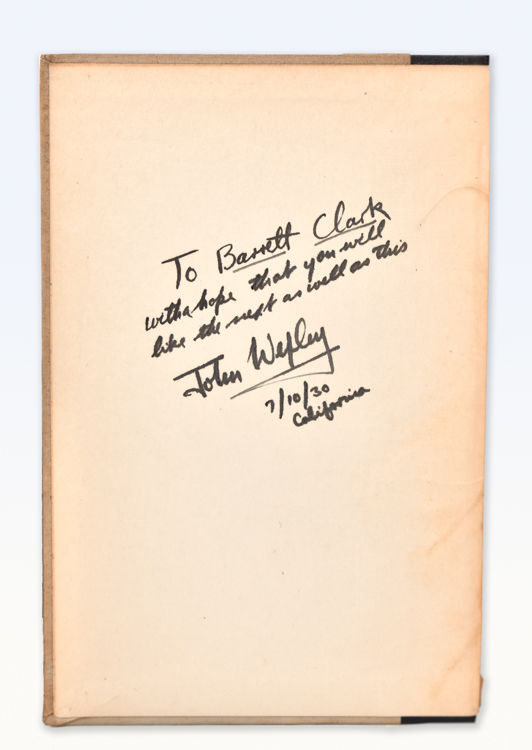 To Barrett Clark
with a hope that you will
like the next as well as this
John Wexley
7/10/30
California